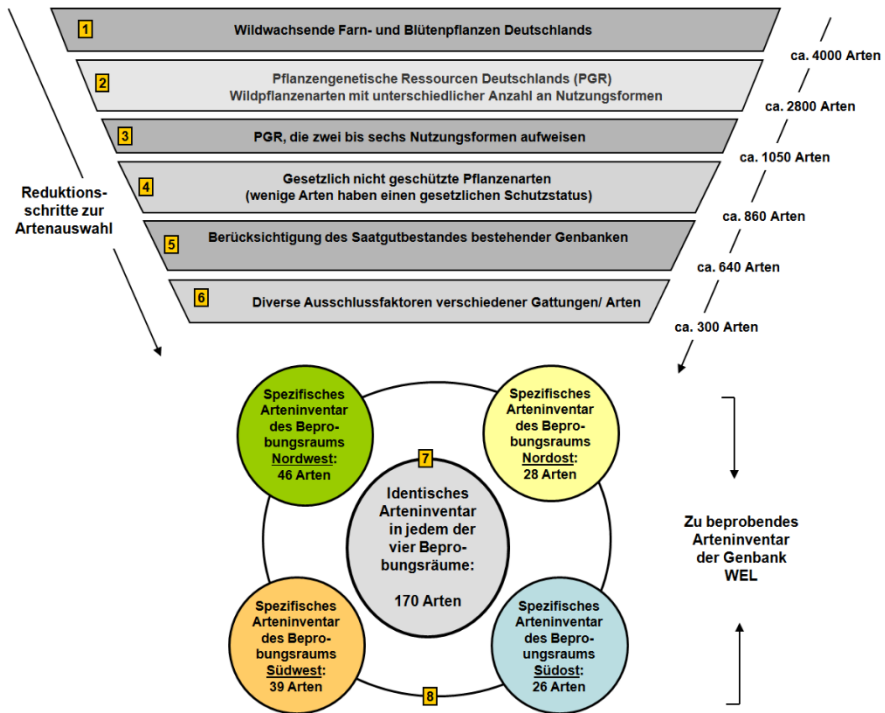 1
Wildwachsende Farn- und Blütenpflanzen Deutschlands
ca. 4000 Arten
2
Pflanzengenetische Ressourcen Deutschlands (PGR)
Wildpflanzenarten mit unterschiedlicher Anzahl an Nutzungsformen
ca. 2800 Arten
3
PGR, die zwei bis sechs Nutzungsformen aufweisen
ca. 1050 Arten
4
Gesetzlich nicht geschützte Pflanzenarten
(wenige Arten haben einen gesetzlichen Schutzstatus)
ca. 860 Arten
5
Berücksichtigung des Saatgutbestandes bestehender Genbanken
ca. 640 Arten
6
Diverse Ausschlussfaktoren verschiedener Gattungen/ Arten
ca. 300 Arten
Reduktions-
schritte zur
Artenauswahl
Spezifisches
Arteninventar
des Bepro-
bungsraums
Nordwest:
46 Arten
Spezifisches
Arteninventar
des Bepro-
bungsraums
Nordost:
28 Arten
7
Identisches
Arteninventar
in jedem der
vier Bepro-
bungsräume:
170 Arten
Zu beprobendes
Arteninventar
der Genbank
WEL
Spezifisches
Arteninventar
des Bepro-
bungsraums
Südwest:
39 Arten
Spezifisches
Arteninventar
des Bepro-
ungsraums
Südost:
26 Arten
8